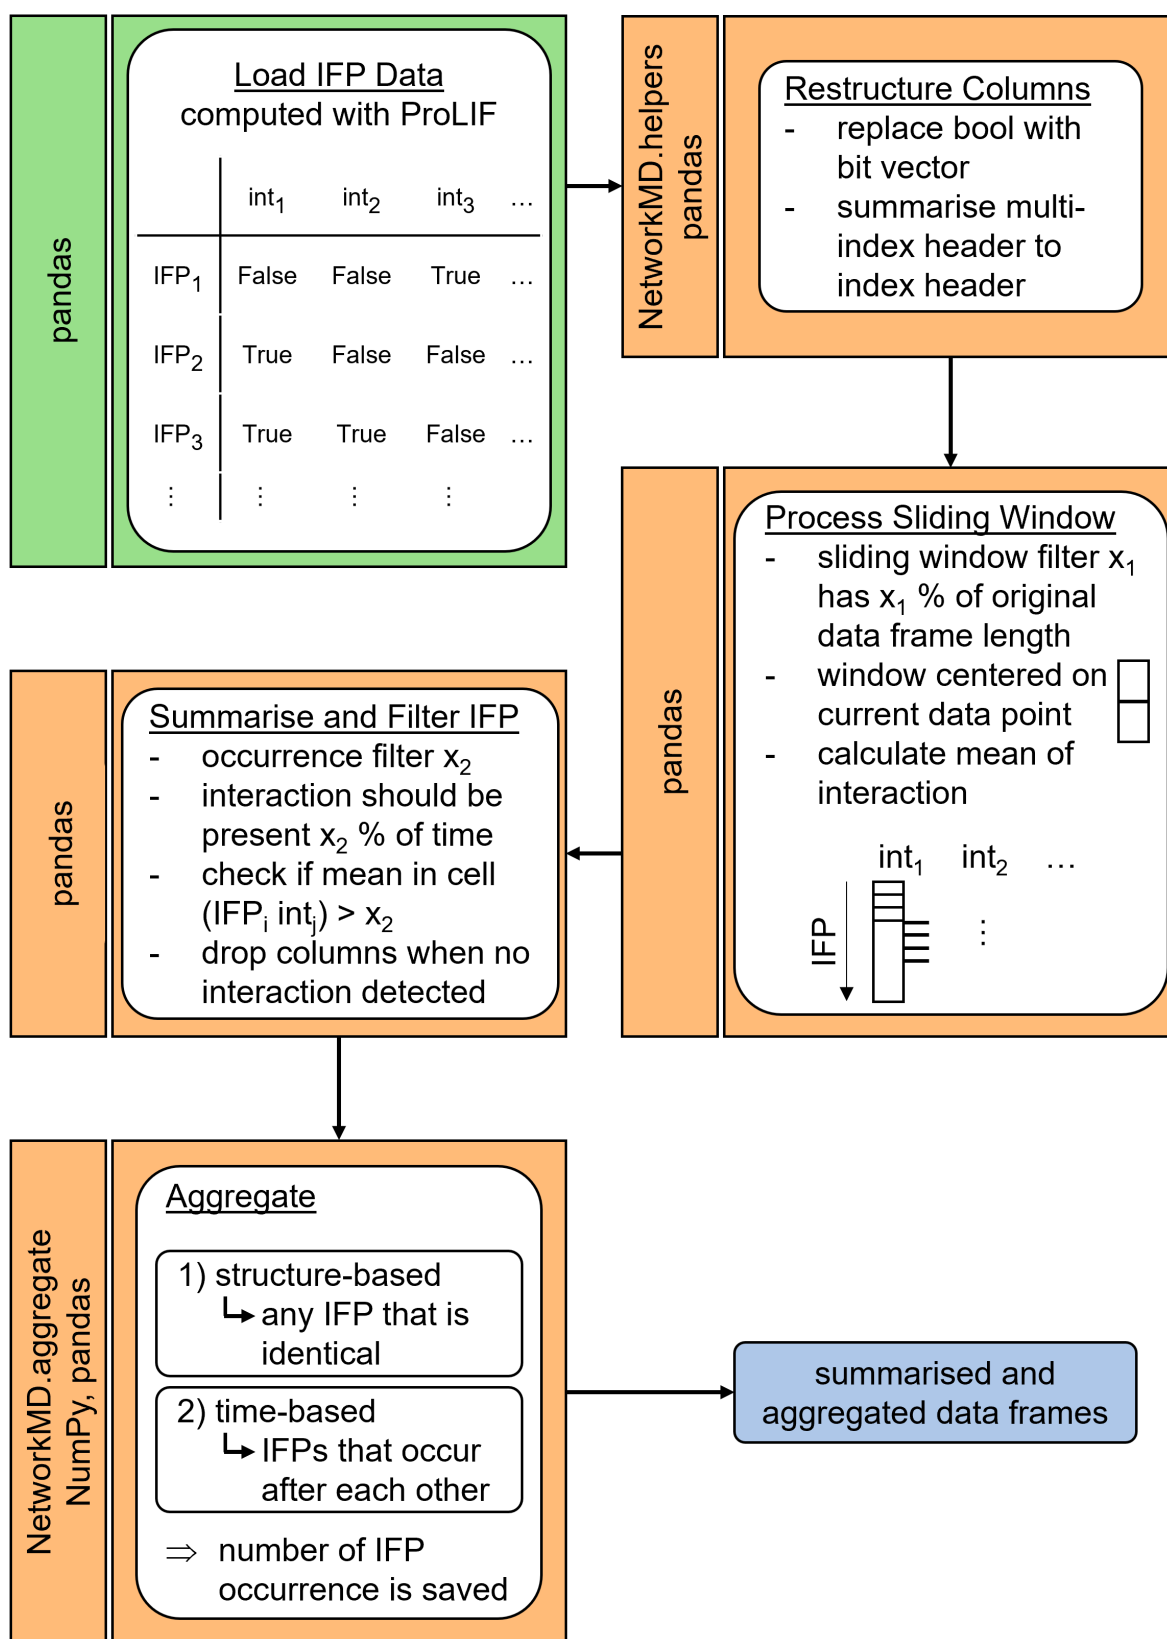 pandas
Load IFP Data
computed with ProLIF
int₁ int₂ int₃ …
IFP₁ False False True …
IFP₂ True False False …
IFP₃ True True False …
⋮ ⋮ ⋮ ⋮
NetworkMD.helpers
pandas
Restructure Columns
- replace bool with
bit vector
- summarise multi-
index header to
index header
pandas
Process Sliding Window
- sliding window filter x₁
has x₁ % of original
data frame length
- window centered on
current data point
- calculate mean of
interaction
int₁ int₂ …
IFP
⋮
pandas
Summarise and Filter IFP
- occurrence filter x₂
- interaction should be
present x₂ % of time
- check if mean in cell
(IFPᵢ intⱼ) > x₂
- drop columns when no
interaction detected
NetworkMD.aggregate
NumPy, pandas
Aggregate
1) structure-based
any IFP that is
identical
2) time-based
IFPs that occur
after each other
⇒ number of IFP
occurrence is saved
summarised and
aggregated data frames